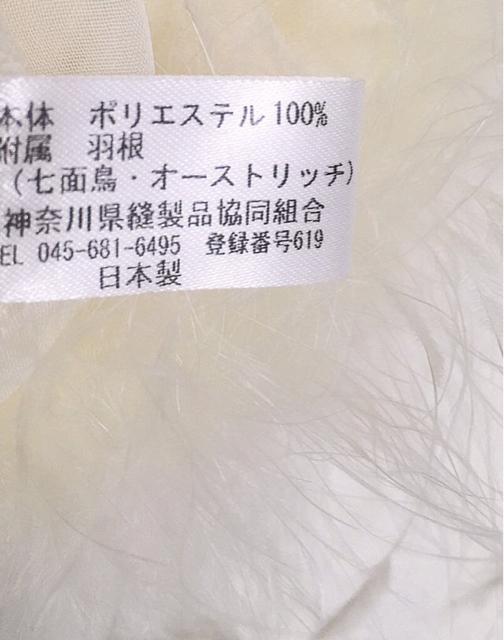 本体　ポリエステル100%
附属　羽根
（七面鳥・オーストリッチ）
神奈川県縫製品協同組合
TEL 045-681-6495　登録番号619
日本製